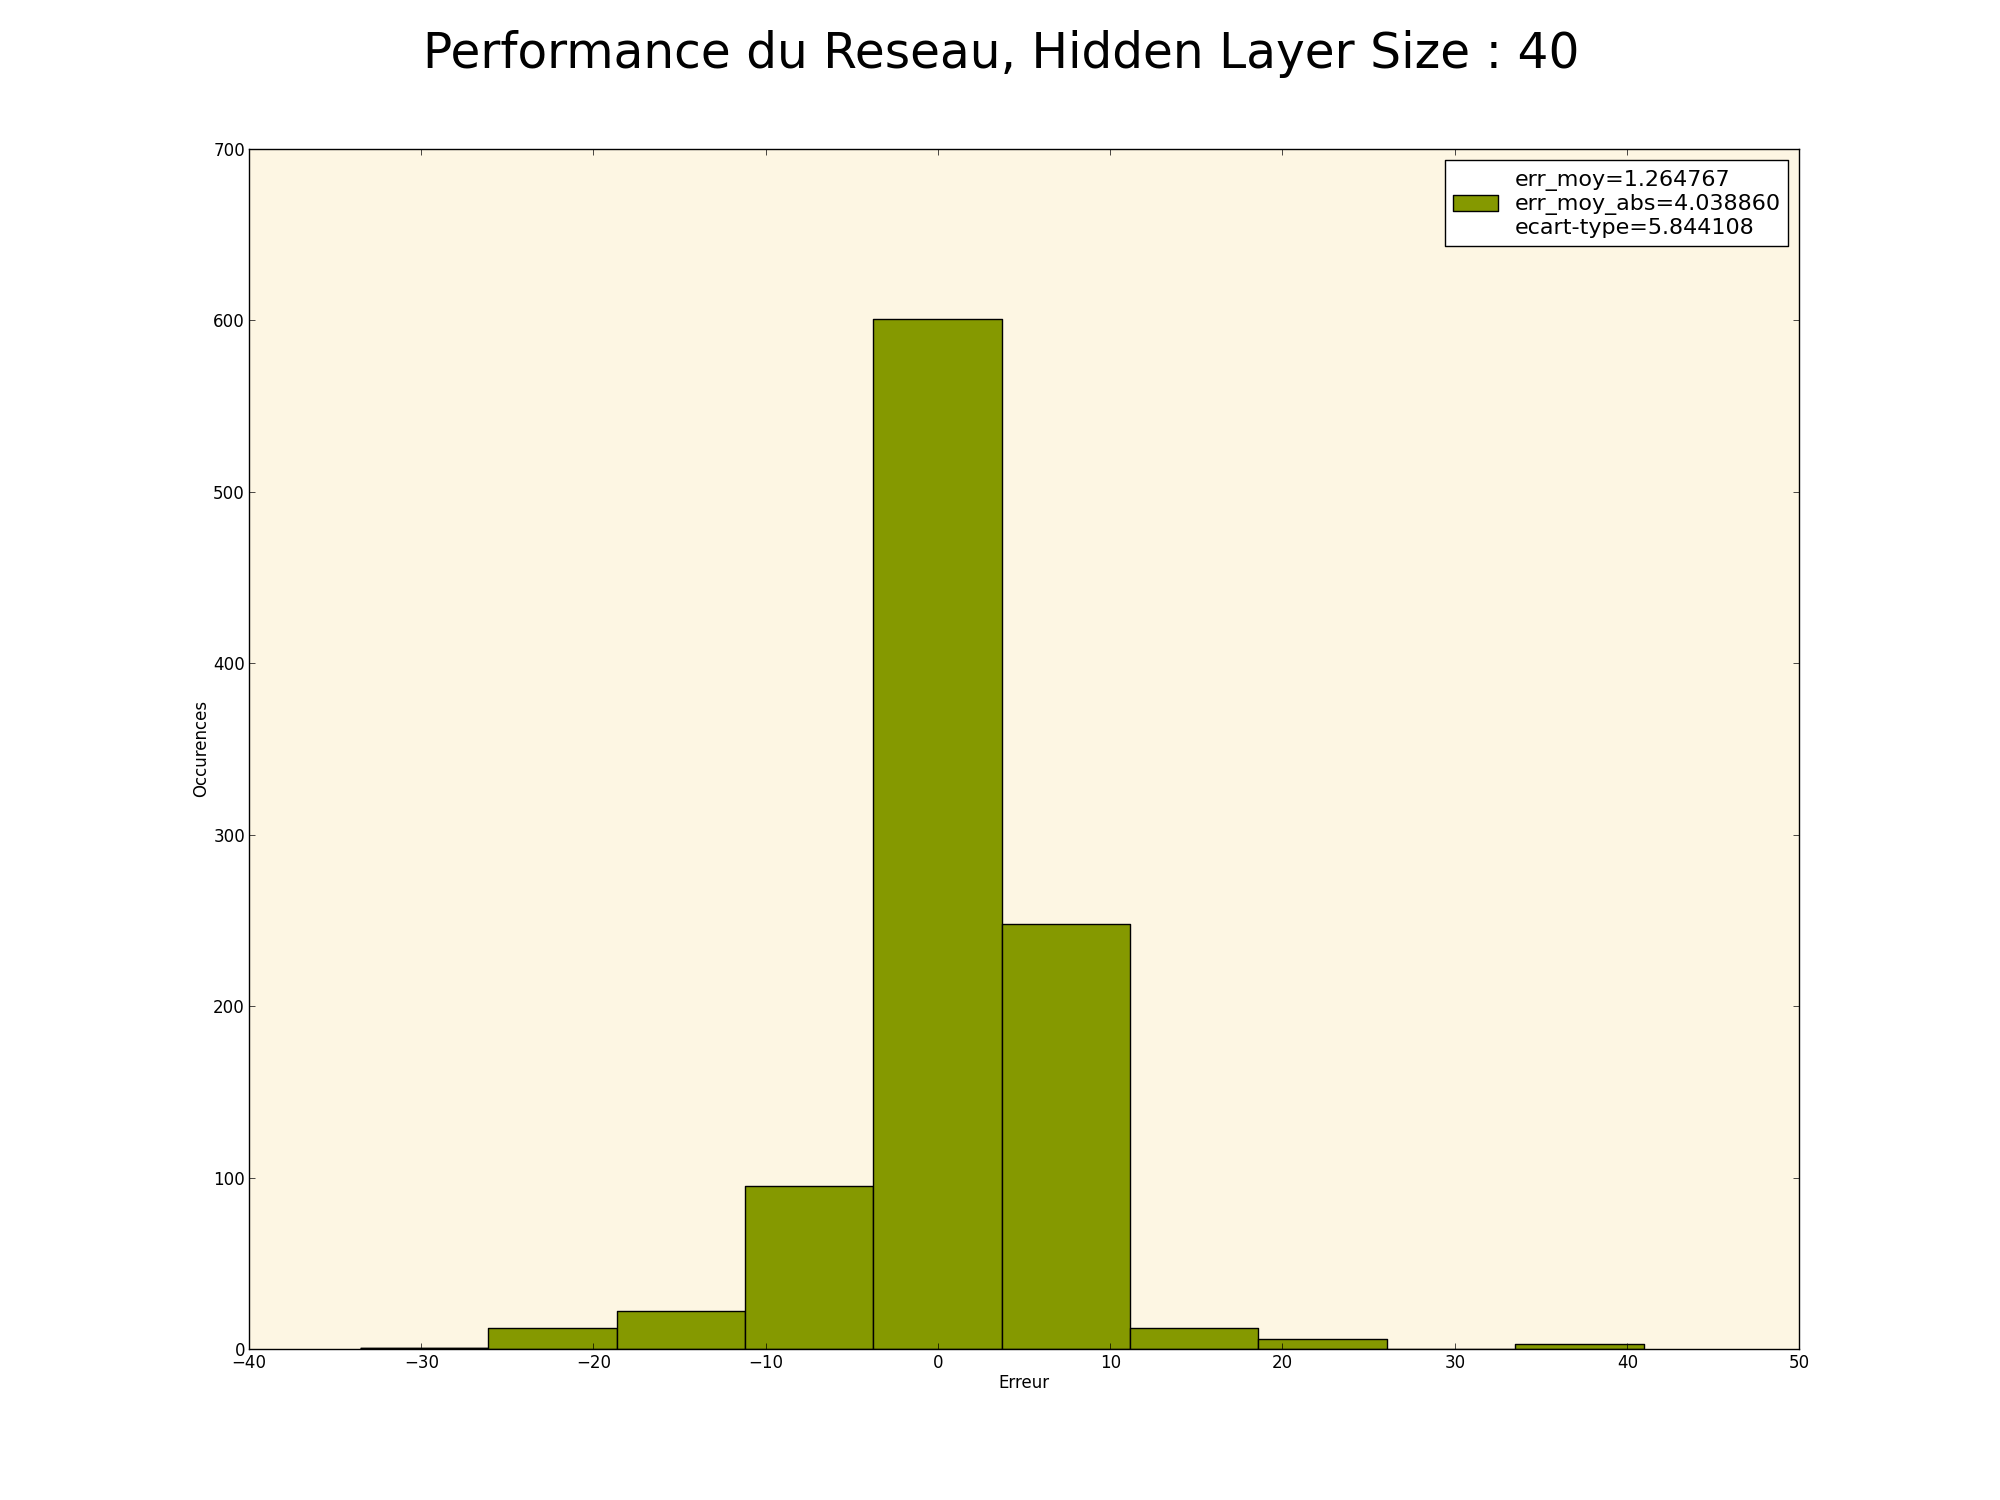 Performance du Reseau, Hidden Layer Size : 40
700
600
500
400
300
200
100
0
err_moy=1.264767
err_moy_abs=4.038860
ecart-type=5.844108
Occurences
−40 −30 −20 −10 0 10 20 30 40 50
Erreur